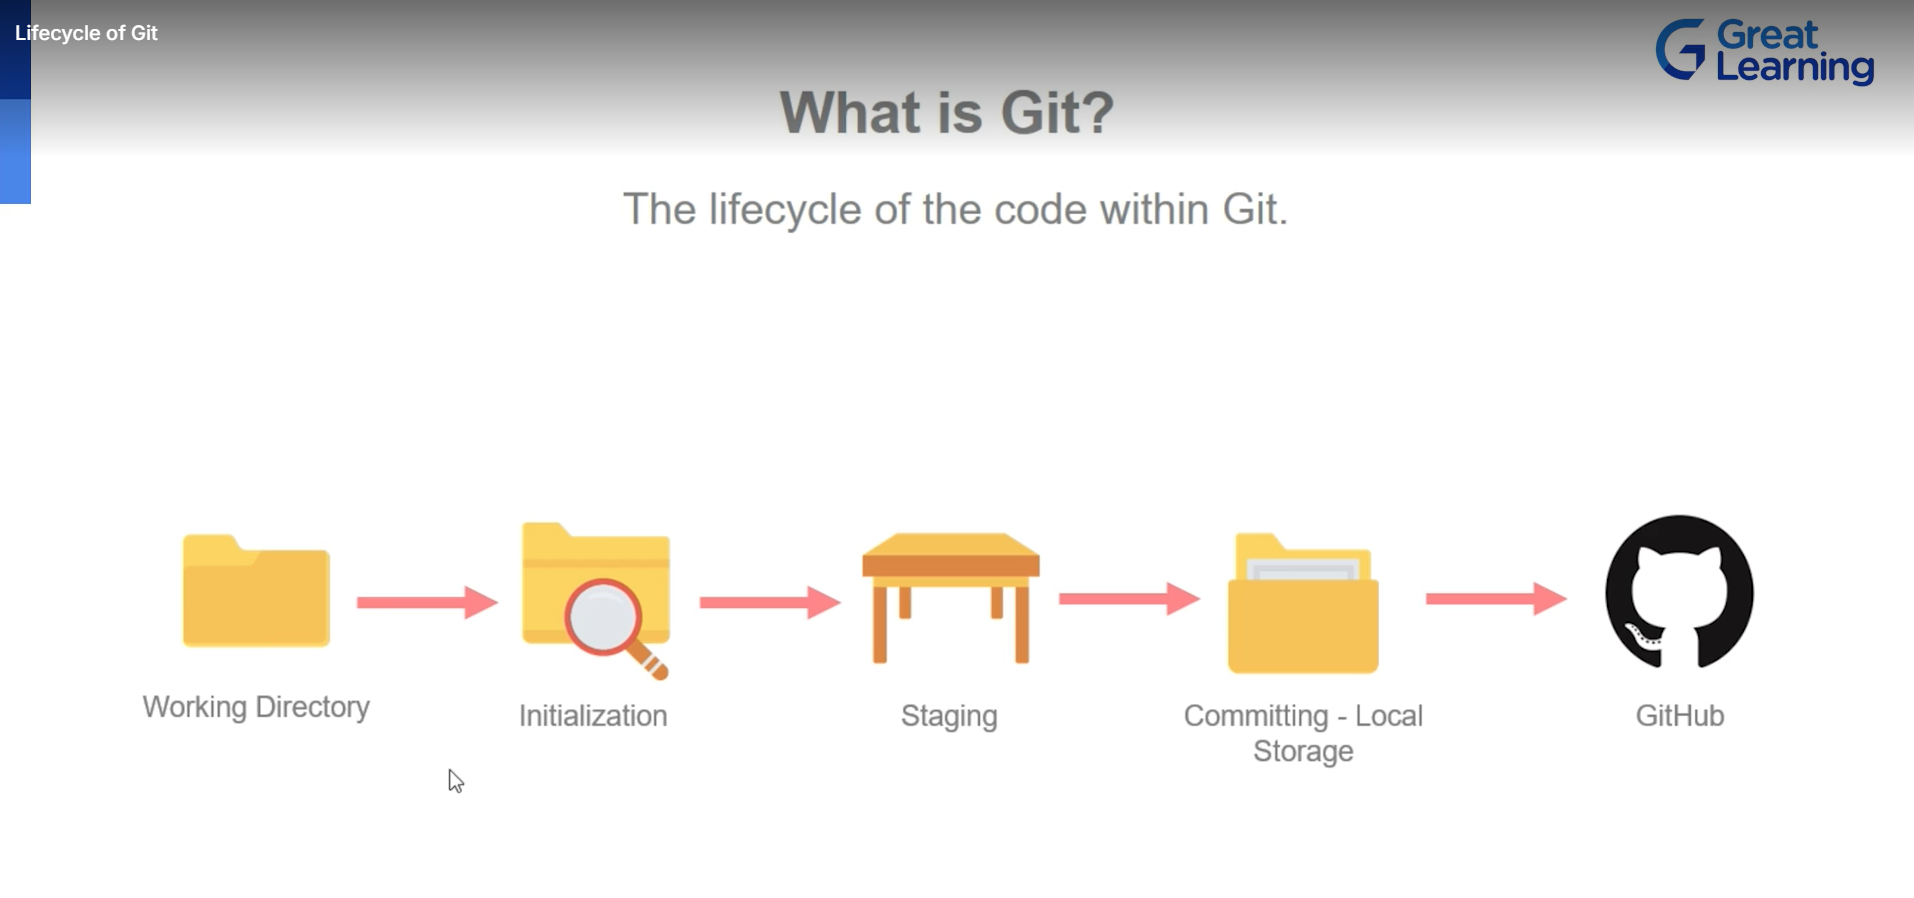 Lifecycle of Git
Great
Learning
What is Git?
The lifecycle of the code within Git.
Working Directory
Initialization
Staging
Committing - Local
Storage
GitHub